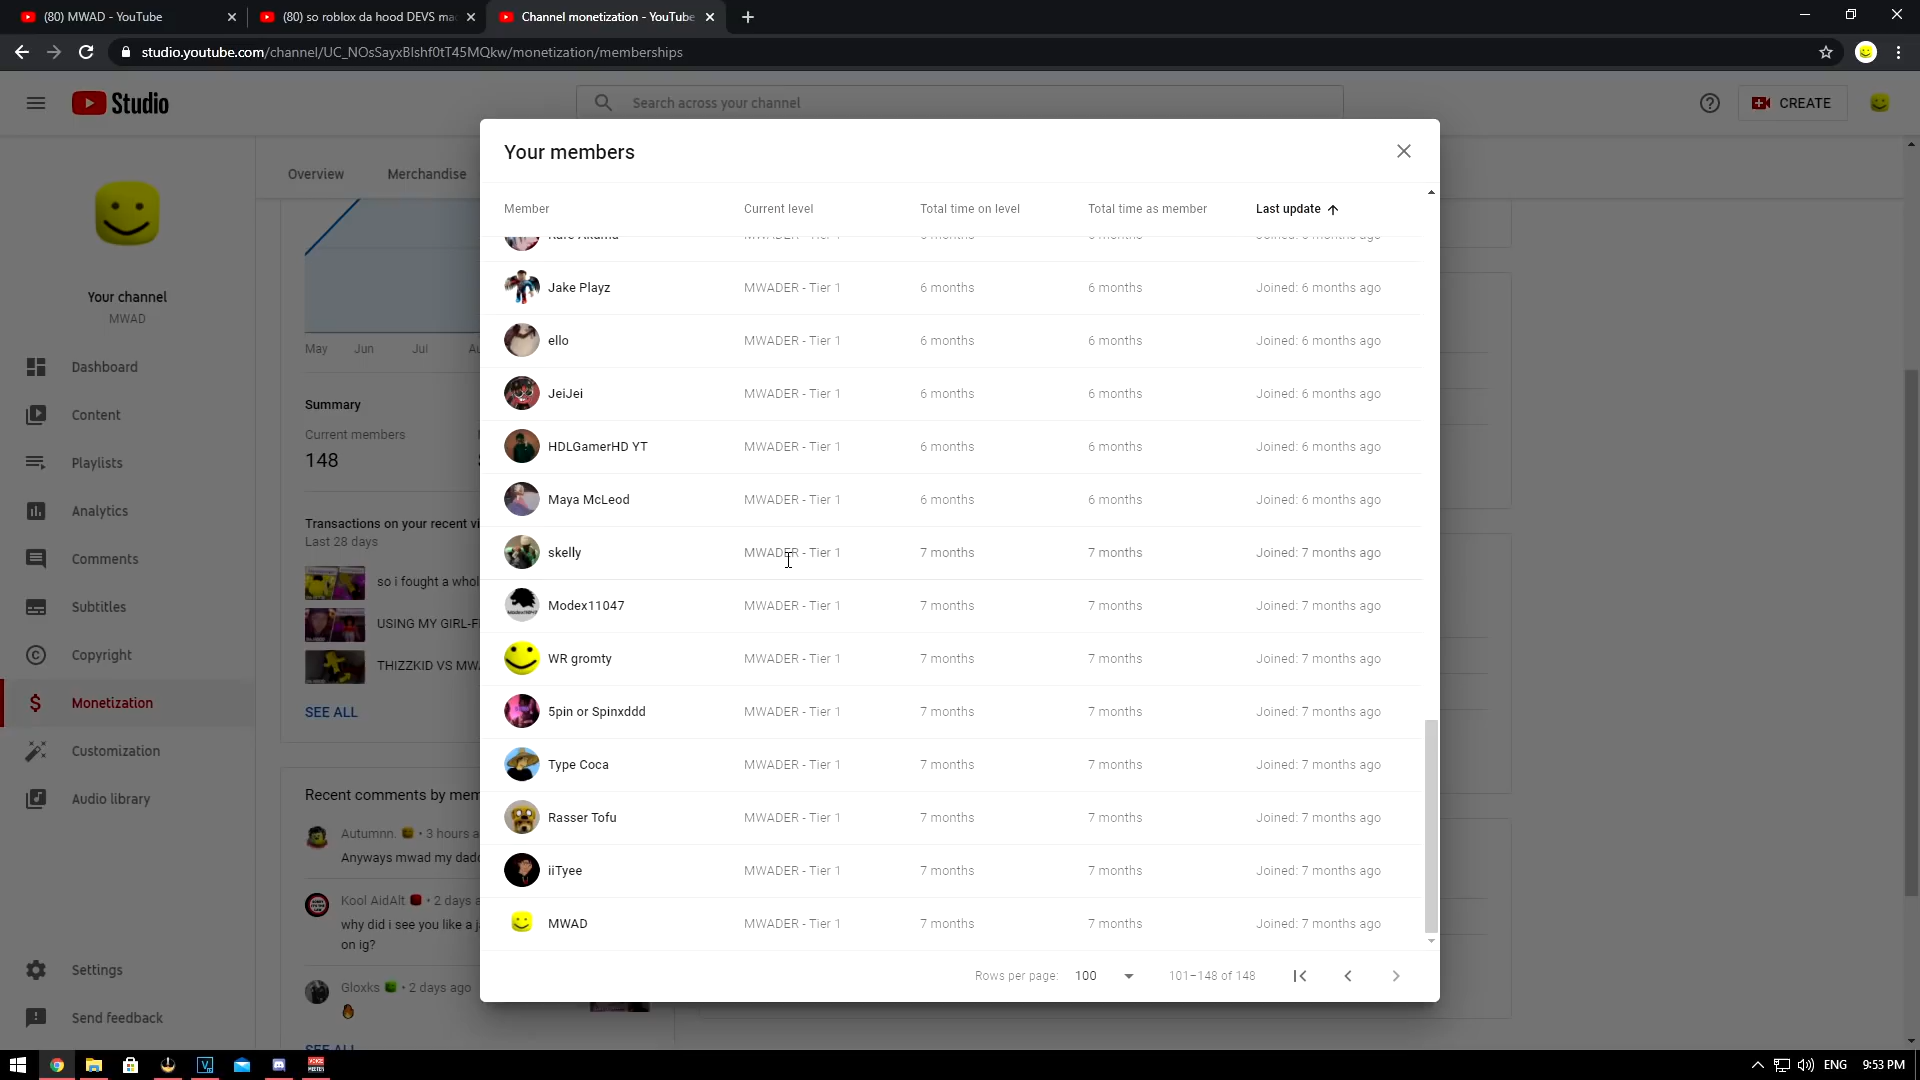 (80) MWAD - YouTube
(80) so roblox da hood DEVS mad
Channel monetization - YouTube
studio.youtube.com/channel/UC_NOsSayxBlshf0tT45MQkw/monetization/memberships
Studio
Search across your channel
CREATE
Your channel
MWAD
Dashboard
Content
Playlists
Analytics
Comments
Subtitles
Copyright
Monetization
Customization
Audio library
Settings
Send feedback
Overview
Merchandise
May Jun Jul
Summary
Current members
148
Transactions on your recent vi
Last 28 days
so i fought a whol
USING MY GIRL-F
THIZZKID VS MW
SEE ALL
Recent comments by mem
Autumnn. • 3 hours a
Anyways mwad my dad
Kool AidAlt • 2 days a
why did i see you like a
on ig?
Gloxks • 2 days ago
SEE ALL
Your members
Member Current level Total time on level Total time as member Last update
Jake Playz MWADER - Tier 1 6 months 6 months Joined: 6 months ago
ello MWADER - Tier 1 6 months 6 months Joined: 6 months ago
JeiJei MWADER - Tier 1 6 months 6 months Joined: 6 months ago
HDLGamerHD YT MWADER - Tier 1 6 months 6 months Joined: 6 months ago
Maya McLeod MWADER - Tier 1 6 months 6 months Joined: 6 months ago
skelly MWADER - Tier 1 7 months 7 months Joined: 7 months ago
Modex11047 MWADER - Tier 1 7 months 7 months Joined: 7 months ago
WR gromty MWADER - Tier 1 7 months 7 months Joined: 7 months ago
5pin or Spinxddd MWADER - Tier 1 7 months 7 months Joined: 7 months ago
Type Coca MWADER - Tier 1 7 months 7 months Joined: 7 months ago
Rasser Tofu MWADER - Tier 1 7 months 7 months Joined: 7 months ago
iiTyee MWADER - Tier 1 7 months 7 months Joined: 7 months ago
MWAD MWADER - Tier 1 7 months 7 months Joined: 7 months ago
Rows per page: 100 101–148 of 148
ENG 9:53 PM